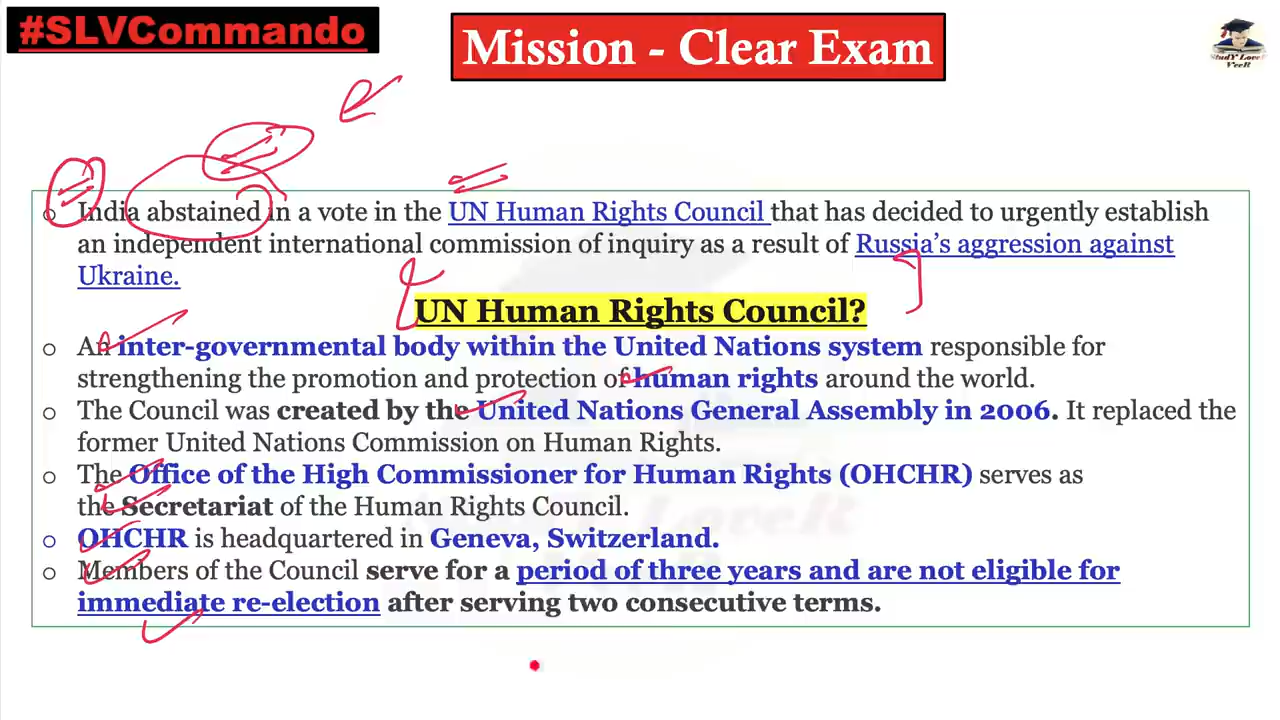 #SLVCommando
Mission - Clear Exam
StudY LoveR
VeeR
India abstained in a vote in the UN Human Rights Council that has decided to urgently establish
an independent international commission of inquiry as a result of Russia's aggression against
Ukraine.
UN Human Rights Council?
An inter-governmental body within the United Nations system responsible for
strengthening the promotion and protection of human rights around the world.
The Council was created by the United Nations General Assembly in 2006. It replaced the
former United Nations Commission on Human Rights.
The Office of the High Commissioner for Human Rights (OHCHR) serves as
the Secretariat of the Human Rights Council.
OHCHR is headquartered in Geneva, Switzerland.
Members of the Council serve for a period of three years and are not eligible for
immediate re-election after serving two consecutive terms.